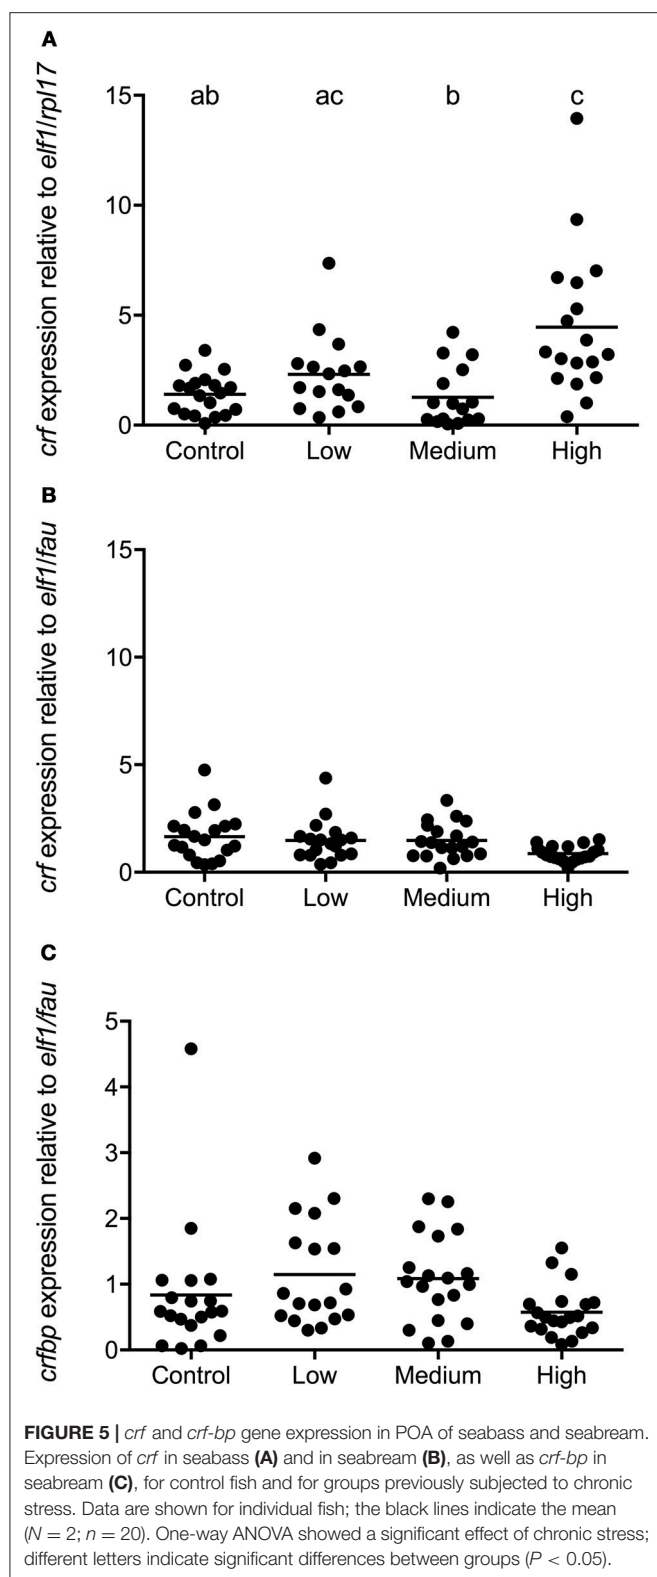 A
crf expression relative to elf1/rpl17
15
10
5
0
ab ac b c
Control Low Medium High
B
crf expression relative to elf1/fau
15
10
5
0
Control Low Medium High
C
crfbp expression relative to elf1/fau
5
4
3
2
1
0
Control Low Medium High
FIGURE 5 | crf and crf-bp gene expression in POA of seabass and seabream.
Expression of crf in seabass (A) and in seabream (B), as well as crf-bp in
seabream (C), for control fish and for groups previously subjected to chronic
stress. Data are shown for individual fish; the black lines indicate the mean
(N = 2; n = 20). One-way ANOVA showed a significant effect of chronic stress;
different letters indicate significant differences between groups (P < 0.05).